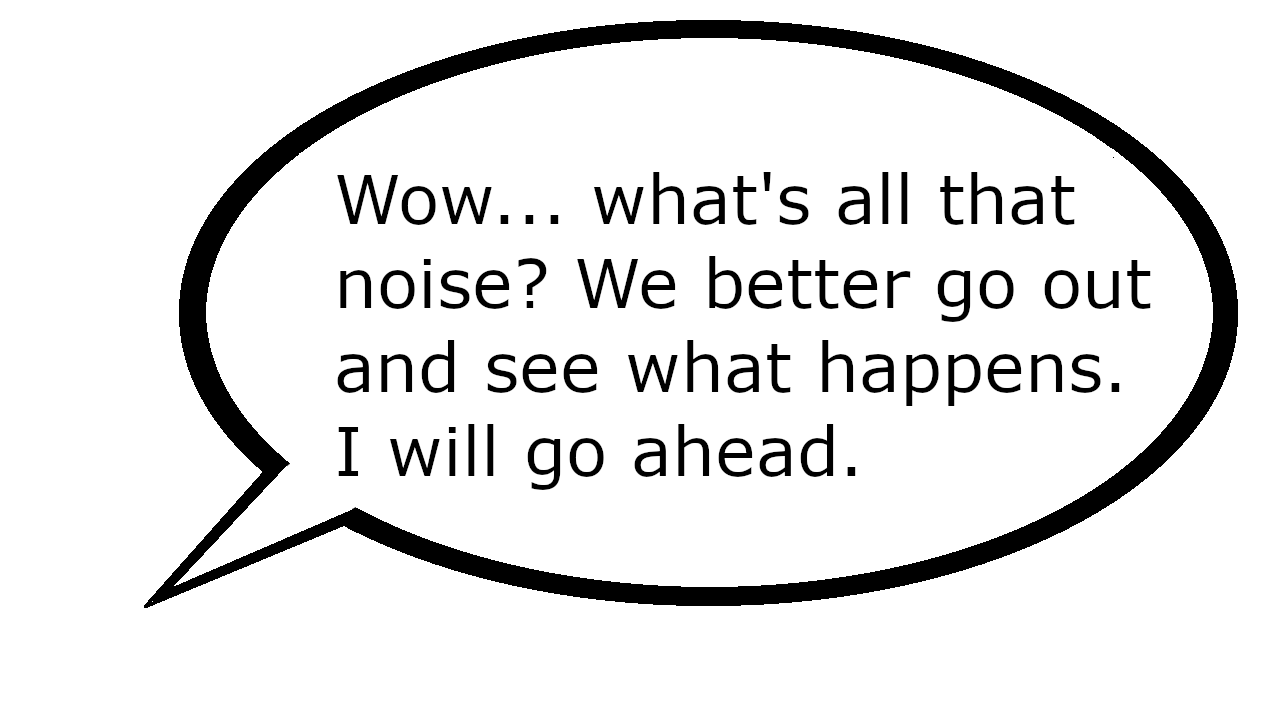 Wow... what's all that
noise? We better go out
and see what happens.
I will go ahead.